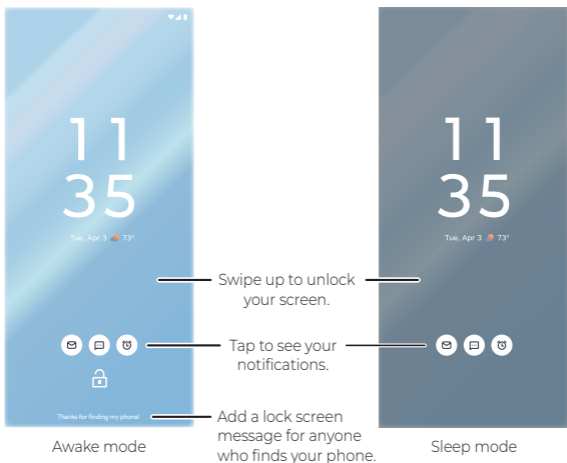 11
35
Tue, Apr 3 73°
Thanks for finding my phone!
Awake mode
Swipe up to unlock
your screen.
Tap to see your
notifications.
Add a lock screen
message for anyone
who finds your phone.
11
35
Tue, Apr 3 73°
Sleep mode